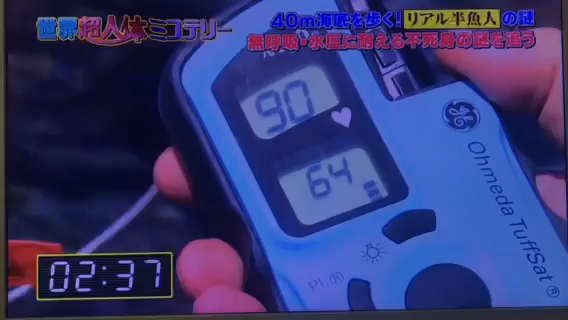 世界超人体ミステリー
40m海底を歩く!リアル半魚人の謎
無呼吸・水圧に耐える不死身の謎を追う
90
64
GE
Ohmeda TuffSat®
PIr®
02:37